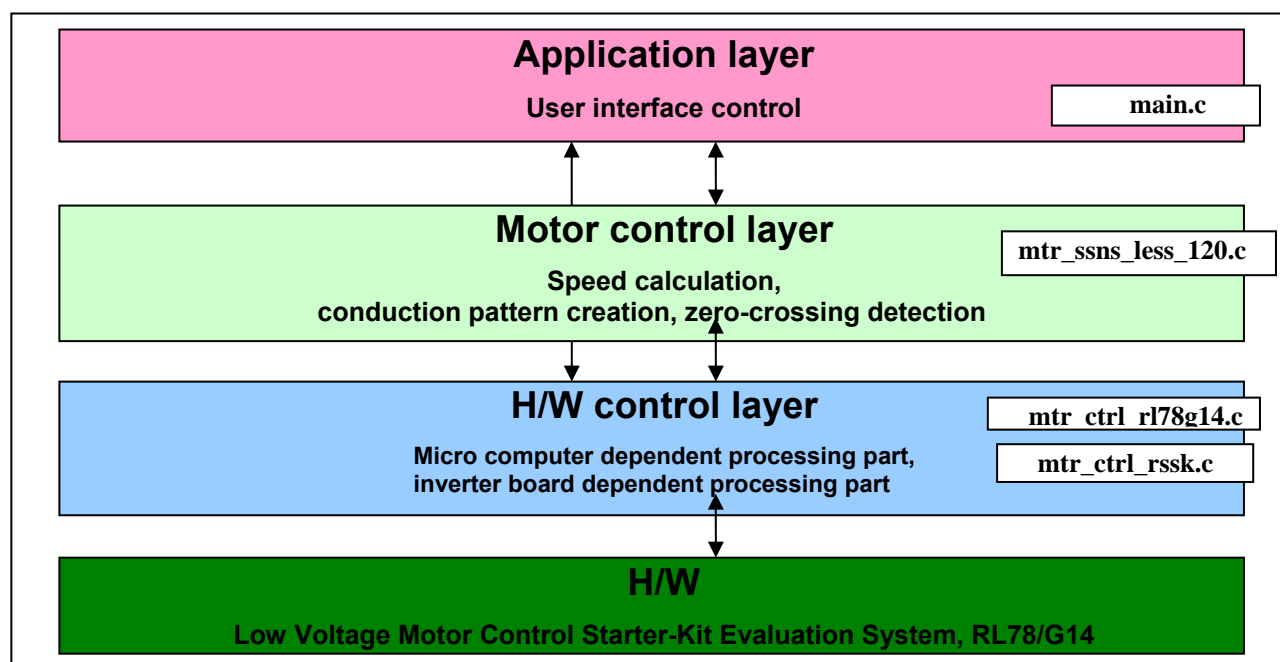 Application layer
User interface control
main.c
Motor control layer
mtr_ssns_less_120.c
Speed calculation,
conduction pattern creation, zero-crossing detection
H/W control layer
mtr_ctrl_rl78g14.c
Micro computer dependent processing part,
mtr_ctrl_rssk.c
inverter board dependent processing part
H/W
Low Voltage Motor Control Starter-Kit Evaluation System, RL78/G14